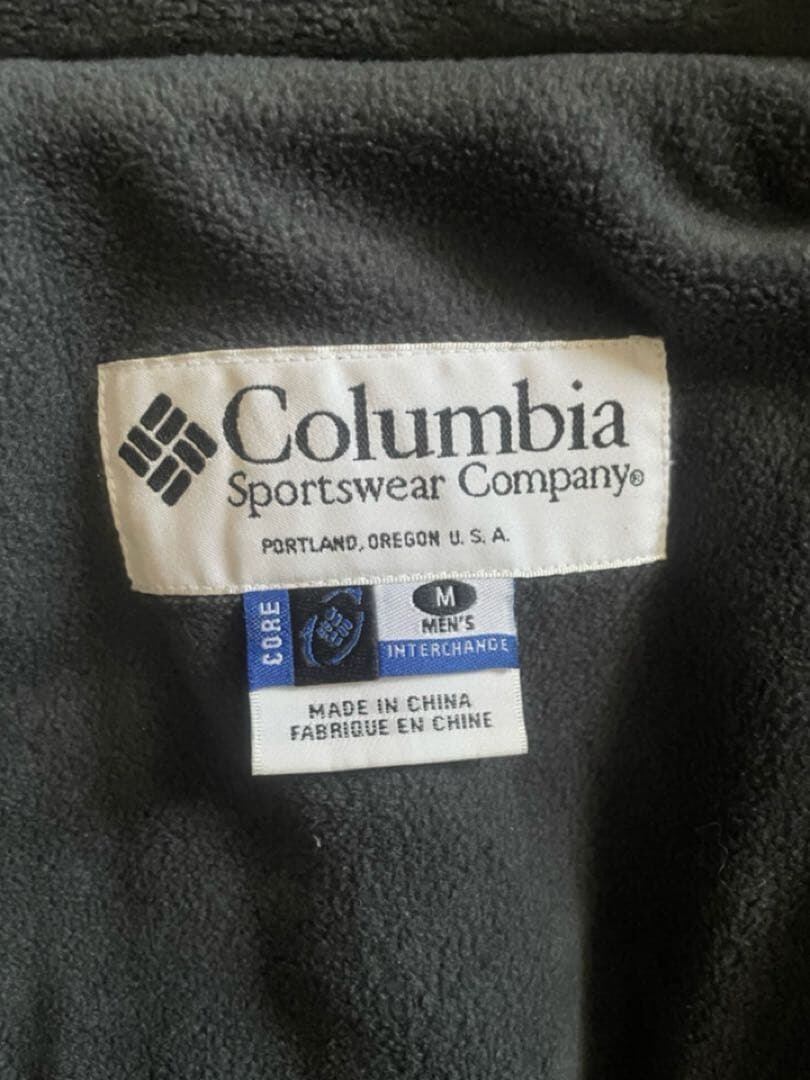 Columbia
Sportswear Company®
PORTLAND, OREGON U.S.A.
CORE
M
MEN'S
INTERCHANGE
MADE IN CHINA
FABRIQUE EN CHINE